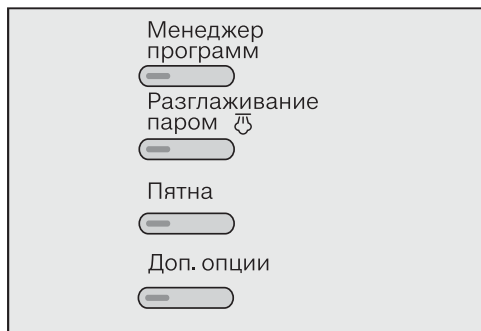 Менеджер
программ
Разглаживание
паром
Пятна
Доп. опции